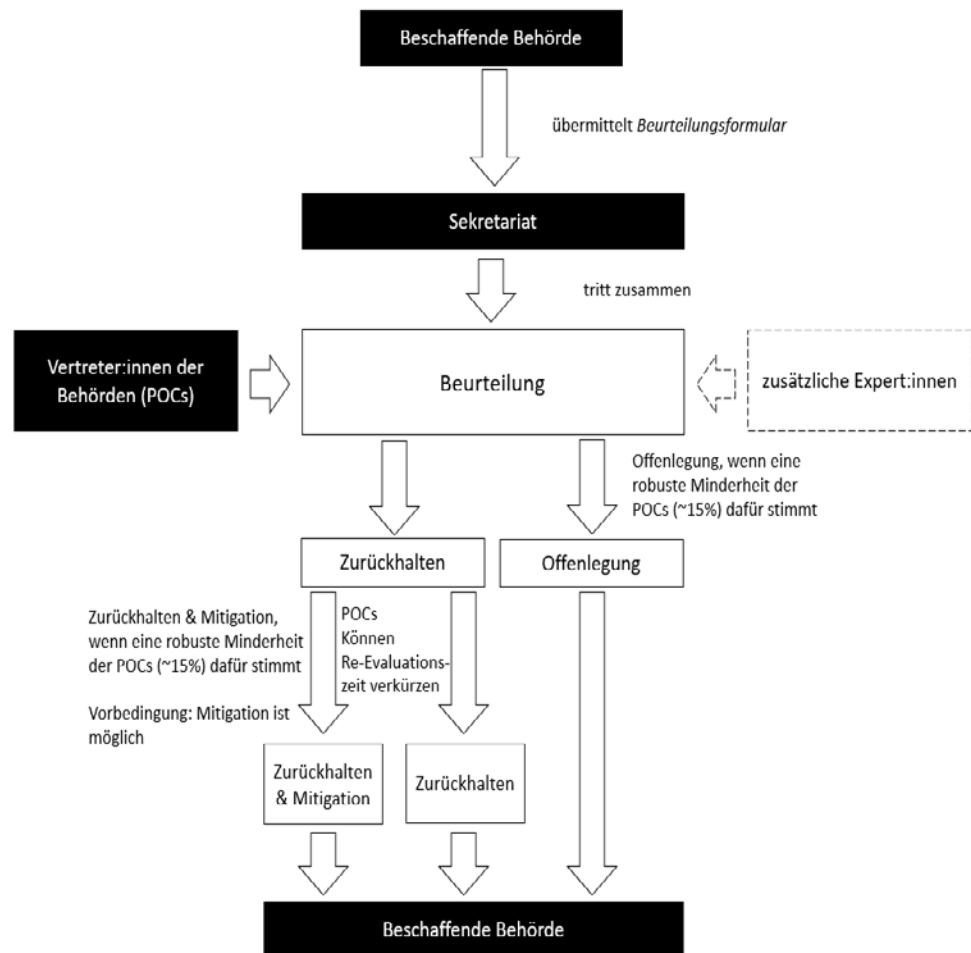 Beschaffende Behörde
übermittelt Beurteilungsformular
Sekretariat
tritt zusammen
Vertreter:innen der
Behörden (POCs)
Beurteilung
zusätzliche Expert:innen
Offenlegung, wenn eine
robuste Minderheit der
POCs (~15%) dafür stimmt
Zurückhalten
Offenlegung
Zurückhalten & Mitigation,
wenn eine robuste Minderheit
der POCs (~15%) dafür stimmt
Vorbedingung: Mitigation ist
möglich
POCs
Können
Re-Evaluations-
zeit verkürzen
Zurückhalten
& Mitigation
Zurückhalten
Beschaffende Behörde